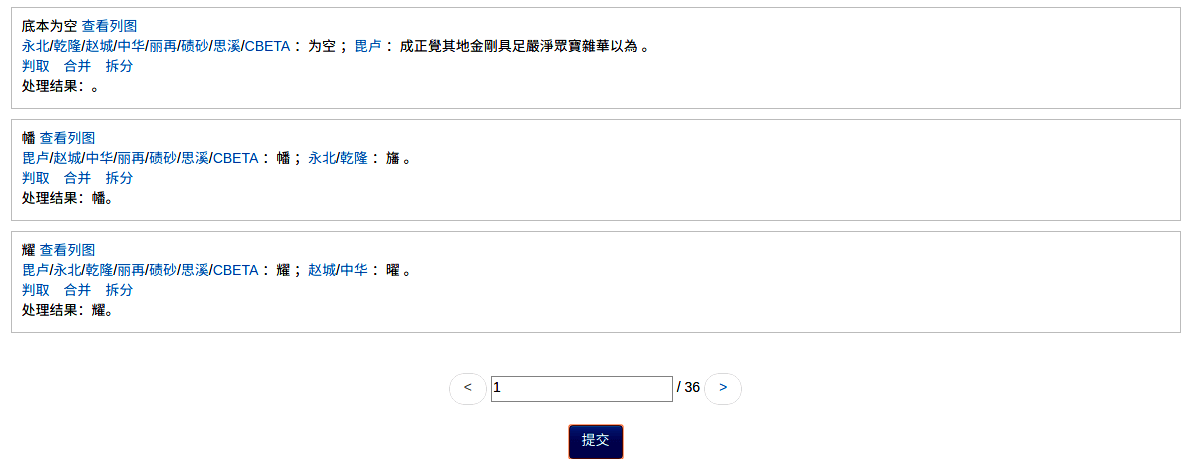 底本为空 查看列图
永北/乾隆/赵城/中华/丽再/碛砂/思溪/CBETA ： 为空 ； 毘卢 ： 成正覺其地金剛具足嚴淨眾寶雜華以為 。
判取 合并 拆分
处理结果：。
幡 查看列图
毘卢/赵城/中华/丽再/碛砂/思溪/CBETA ： 幡 ； 永北/乾隆 ： 旛 。
判取 合并 拆分
处理结果：幡。
耀 查看列图
毘卢/永北/乾隆/丽再/碛砂/思溪/CBETA ： 耀 ； 赵城/中华 ： 曜 。
判取 合并 拆分
处理结果：耀。
< 1 / 36 >
提交